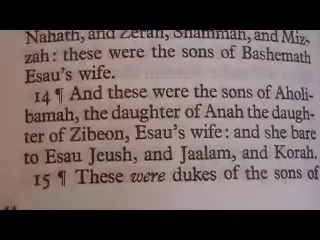 Nahath, and Zerah, Shammah, and Miz-
zah: these were the sons of Bashemath
Esau's wife.
14 ¶ And these were the sons of Aholi-
bamah, the daughter of Anah the daugh-
ter of Zibeon, Esau's wife: and she bare
to Esau Jeush, and Jaalam, and Korah.
15 ¶ These were dukes of the sons of